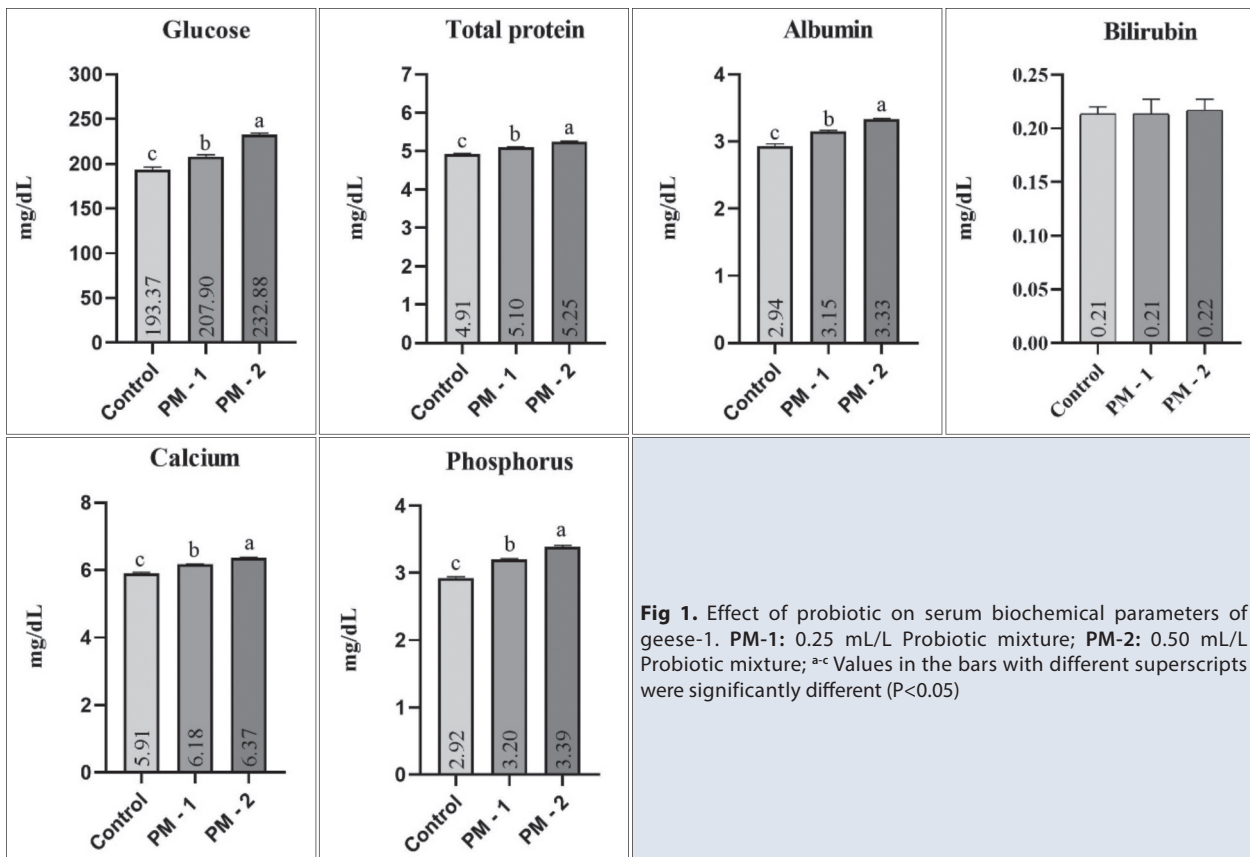 Glucose
mg/dL
300
250
200
150
100
50
0
c
b
a
193.37
207.90
232.88
Control
PM - 1
PM - 2
Total protein
mg/dL
7
6
5
4
3
2
1
0
c
b
a
4.91
5.10
5.25
Control
PM - 1
PM - 2
Albumin
mg/dL
4
3
2
1
0
c
b
a
2.94
3.15
3.33
Control
PM - 1
PM - 2
Bilirubin
mg/dL
0.25
0.20
0.15
0.10
0.05
0.00
0.21
0.21
0.22
Control
PM - 1
PM - 2
Calcium
mg/dL
8
6
4
2
0
c
b
a
5.91
6.18
6.37
Control
PM - 1
PM - 2
Phosphorus
mg/dL
4
3
2
1
0
c
b
a
2.92
3.20
3.39
Control
PM - 1
PM - 2
Fig 1. Effect of probiotic on serum biochemical parameters of
geese-1. PM-1: 0.25 mL/L Probiotic mixture; PM-2: 0.50 mL/L
Probiotic mixture; a-c Values in the bars with different superscripts
were significantly different (P<0.05)